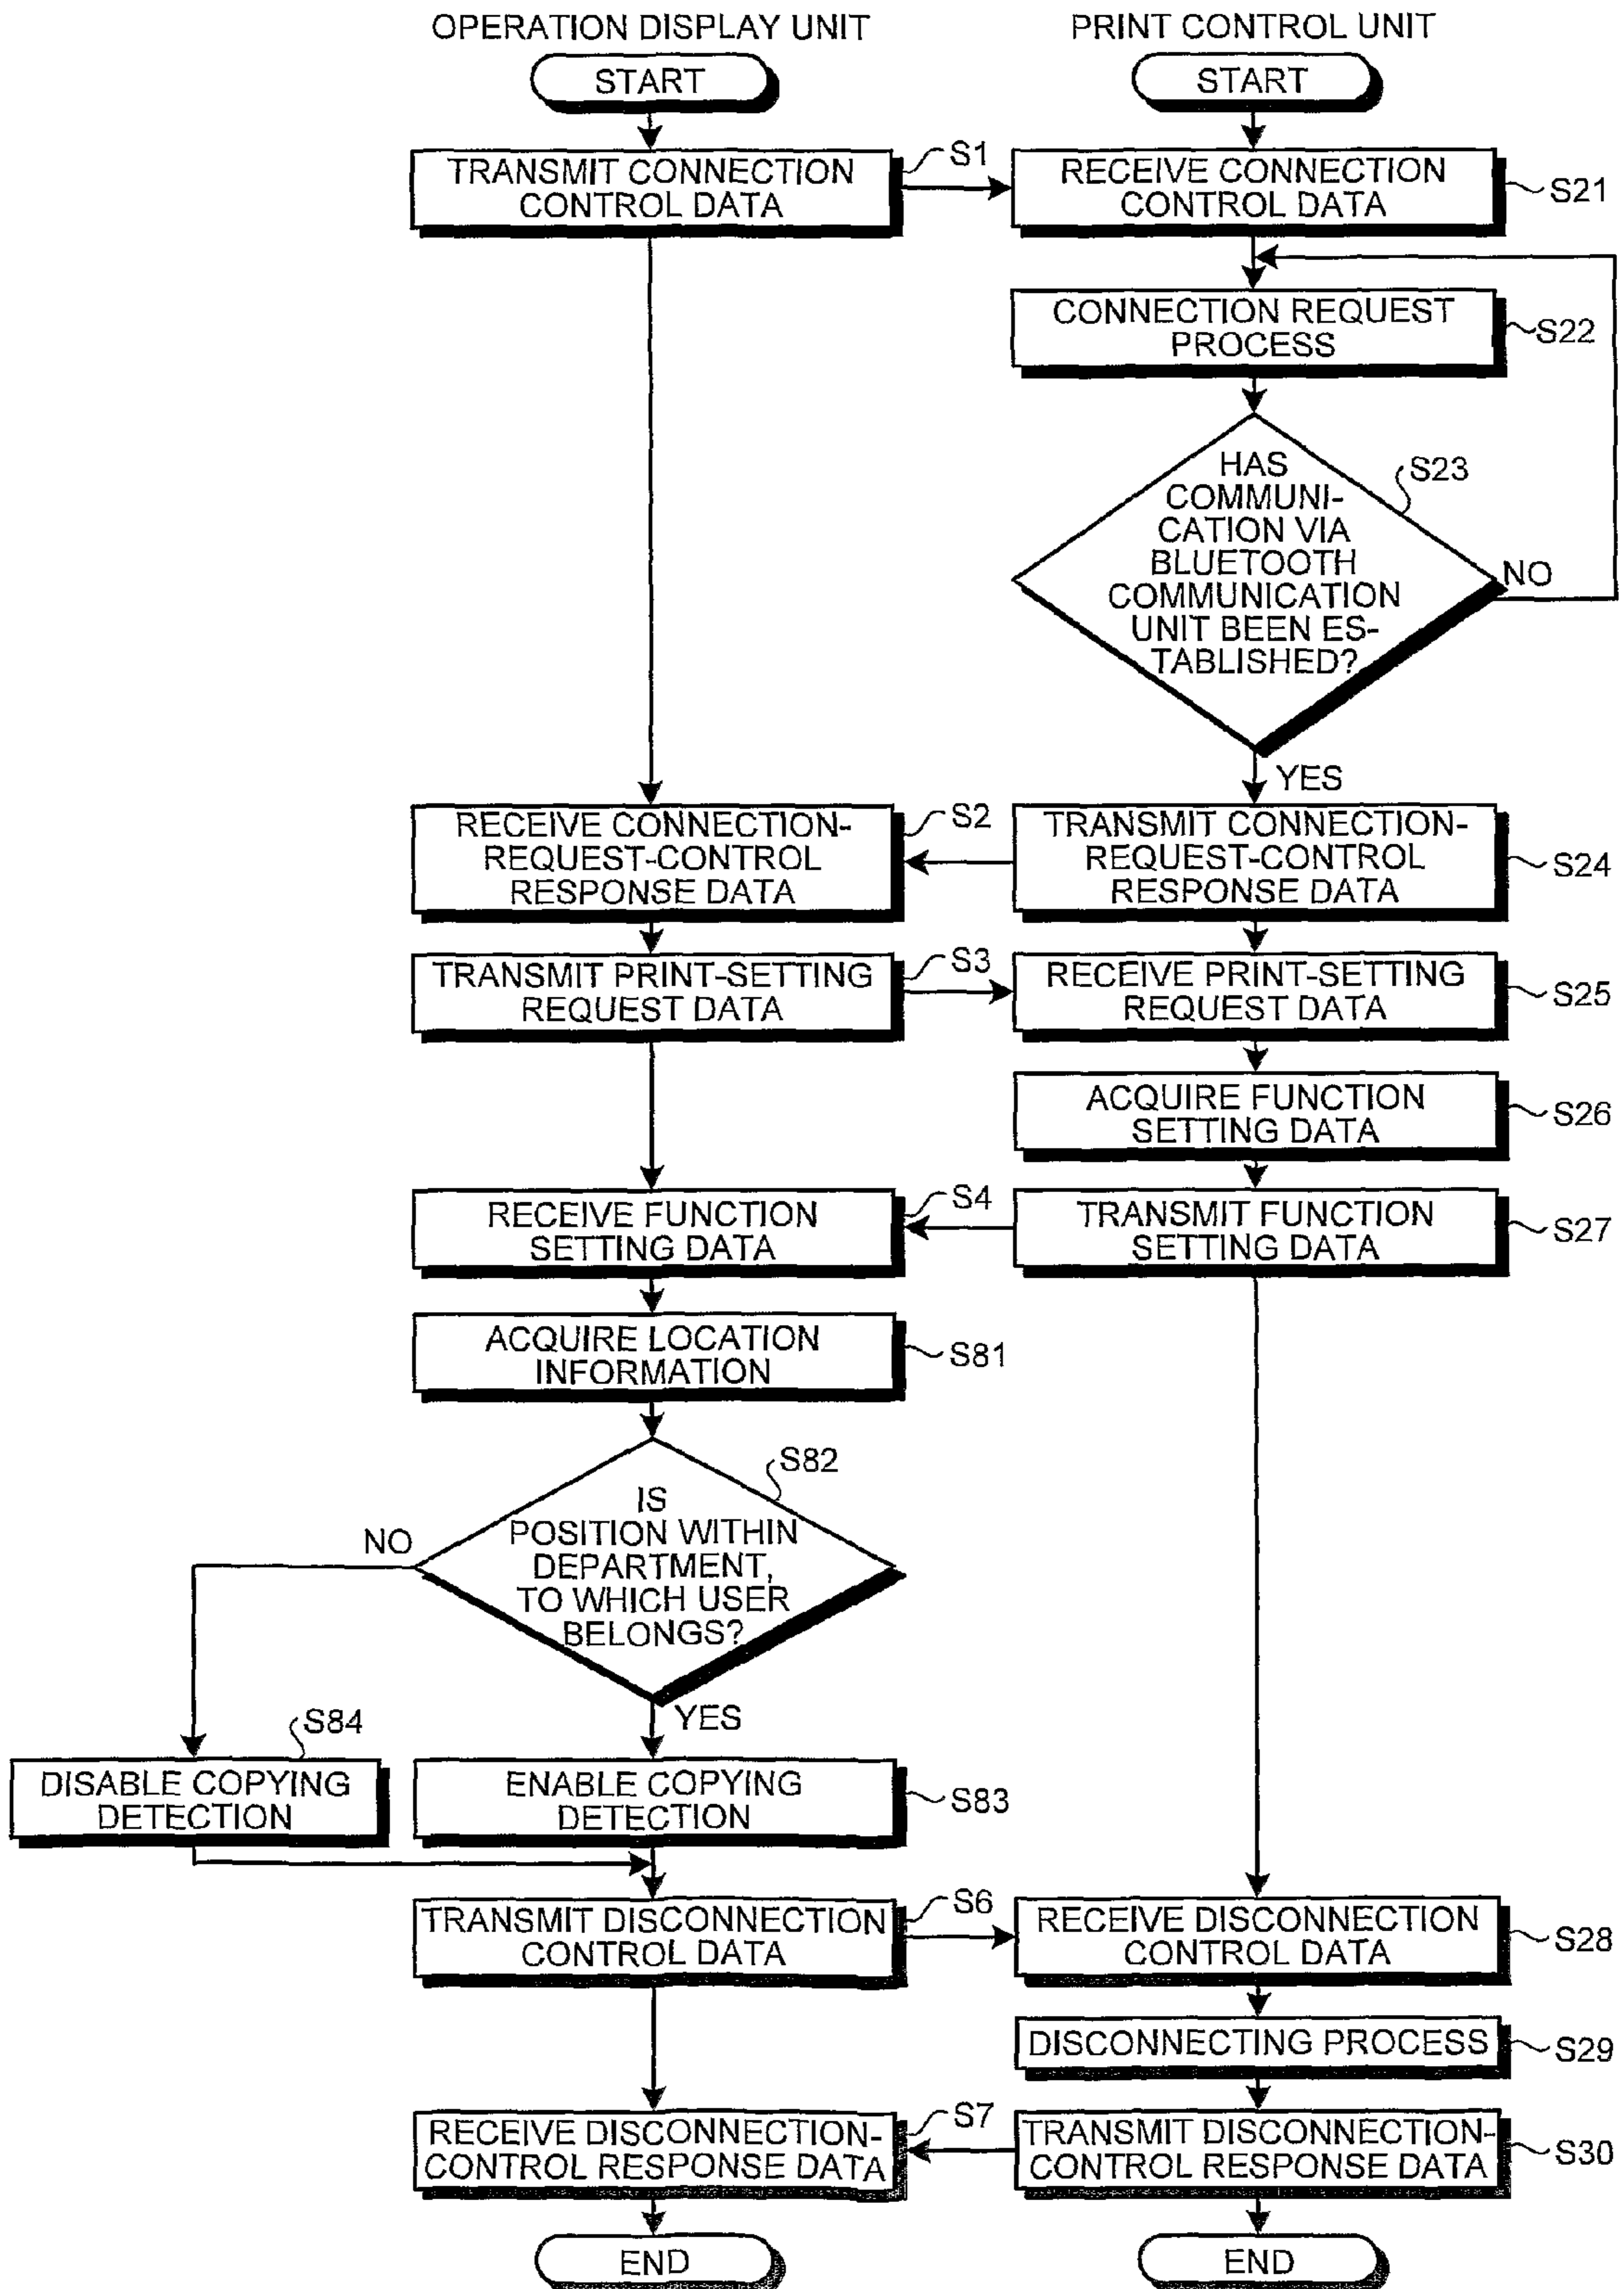 OPERATION DISPLAY UNIT
PRINT CONTROL UNIT
START
START
TRANSMIT CONNECTION
CONTROL DATA
S1
RECEIVE CONNECTION
CONTROL DATA
S21
CONNECTION REQUEST
PROCESS
S22
HAS
COMMUNI-
CATION VIA
BLUETOOTH
COMMUNICATION
UNIT BEEN ES-
TABLISHED?
S23
NO
YES
RECEIVE CONNECTION-
REQUEST-CONTROL
RESPONSE DATA
S2
TRANSMIT CONNECTION-
REQUEST-CONTROL
RESPONSE DATA
S24
TRANSMIT PRINT-SETTING
REQUEST DATA
S3
RECEIVE PRINT-SETTING
REQUEST DATA
S25
ACQUIRE FUNCTION
SETTING DATA
S26
RECEIVE FUNCTION
SETTING DATA
S4
TRANSMIT FUNCTION
SETTING DATA
S27
ACQUIRE LOCATION
INFORMATION
S81
IS
POSITION WITHIN
DEPARTMENT,
TO WHICH USER
BELONGS?
S82
NO
YES
DISABLE COPYING
DETECTION
S84
ENABLE COPYING
DETECTION
S83
TRANSMIT DISCONNECTION
CONTROL DATA
S6
RECEIVE DISCONNECTION
CONTROL DATA
S28
DISCONNECTING PROCESS
S29
RECEIVE DISCONNECTION-
CONTROL RESPONSE DATA
S7
TRANSMIT DISCONNECTION-
CONTROL RESPONSE DATA
S30
END
END